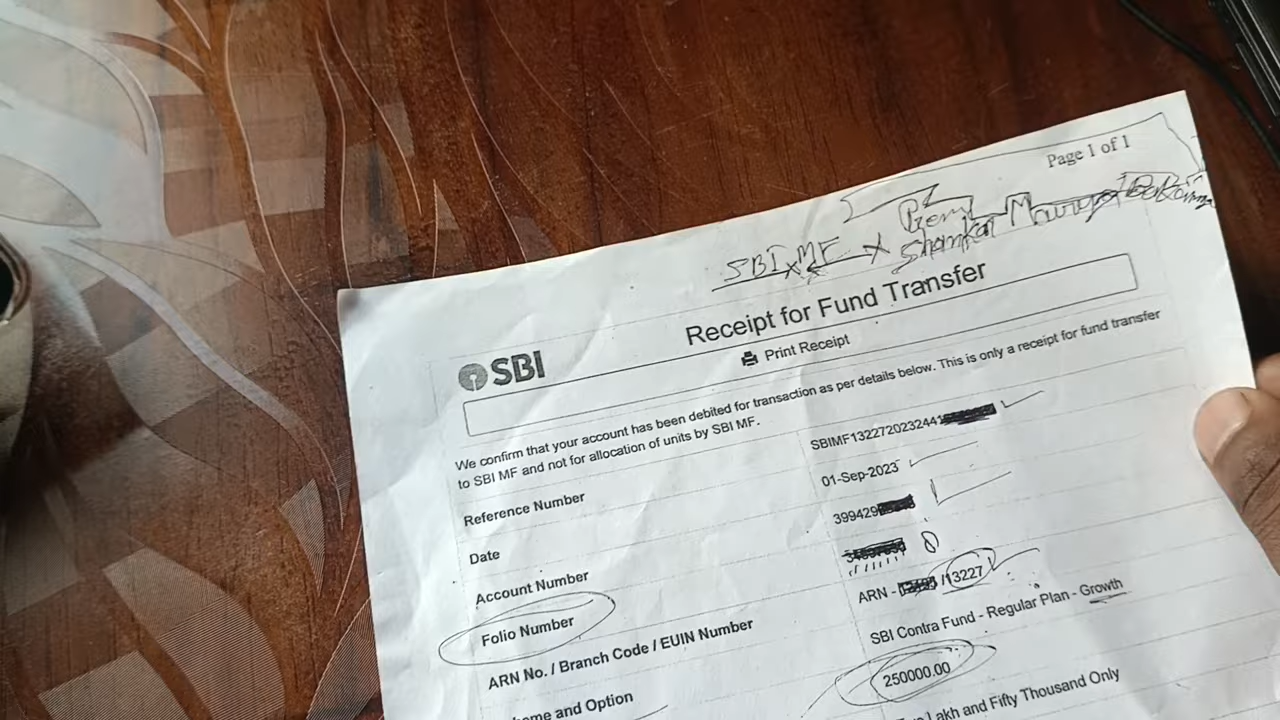 Page 1 of 1
SBI MF x Prem Shankar
Receipt for Fund Transfer
SBI
Print Receipt
We confirm that your account has been debited for transaction as per details below. This is only a receipt for fund transfer
to SBI MF and not for allocation of units by SBI MF.
Reference Number SBIMF1322720232441
Date 01-Sep-2023
Account Number 399429
Folio Number 8
ARN No. / Branch Code / EUIN Number ARN - /13227
and Option SBI Contra Fund - Regular Plan - Growth
250000.00
Lakh and Fifty Thousand Only